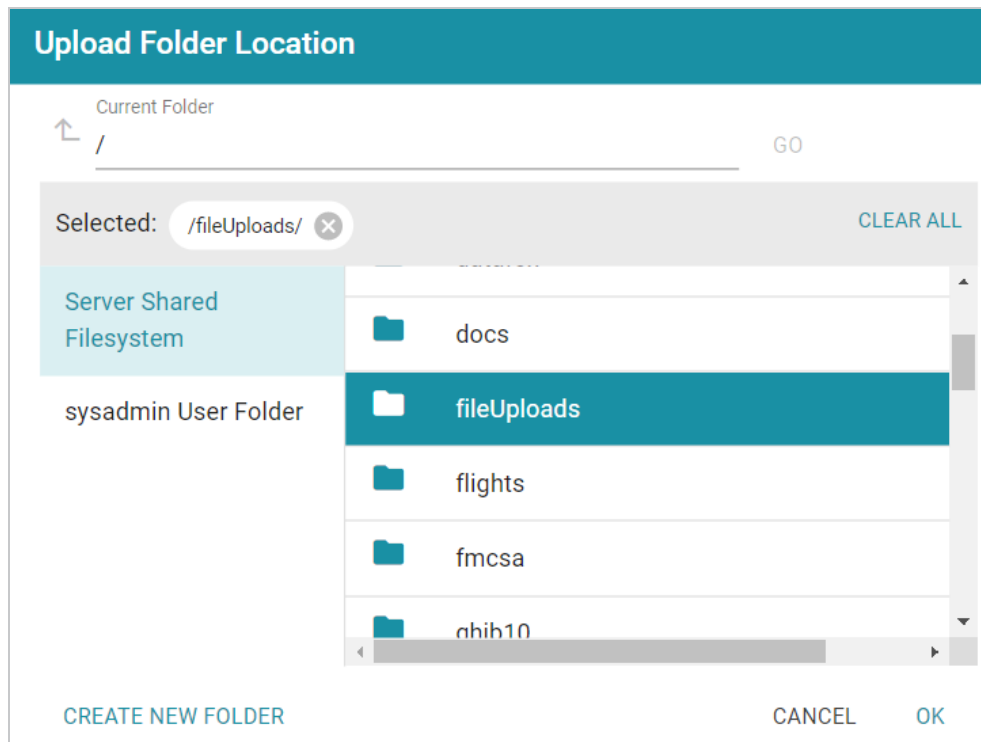 Upload Folder Location
Current Folder
/
GO
Selected: /fileUploads/
CLEAR ALL
Server Shared
Filesystem
sysadmin User Folder
docs
fileUploads
flights
fmcsa
CREATE NEW FOLDER
CANCEL
OK